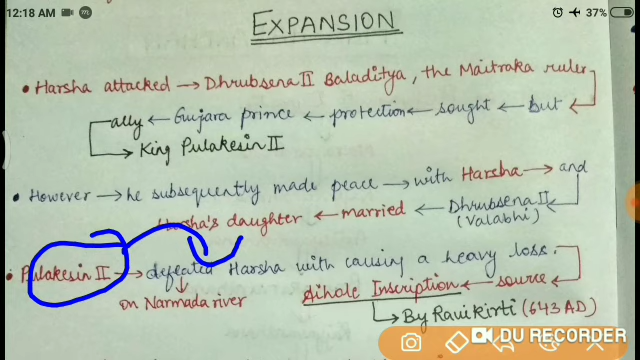 12:18 AM
37%
EXPANSION
• Harsha attacked → Dhrubsena II Baladitya, the Maitraka ruler
ally ← Gurjara prince ← protection ← sought ← but ←
→ King Pulakesin II
• However → he subsequently made peace → with Harsha → and
Harsha's daughter ← married ← Dhrubsena II ←
(Valabhi)
• Pulakesin II → defeated Harsha with causing a heavy loss.
on Narmada river
Aihole Inscription ← source ←
→ By Ravikirti (643 AD)
DU RECORDER